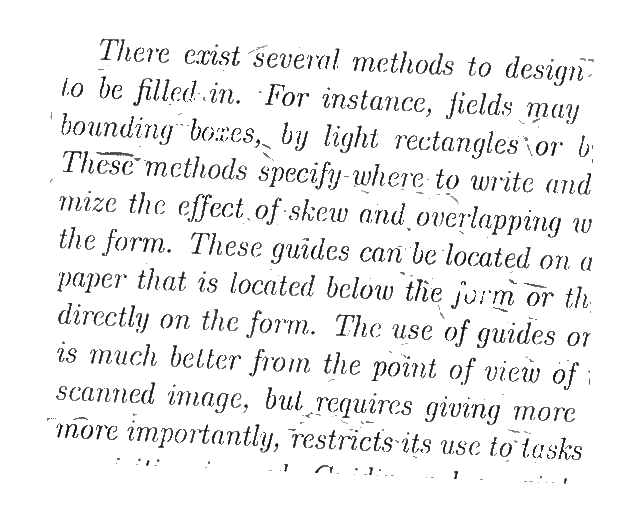 There exist several methods to design
to be filled in. For instance, fields may
bounding boxes, by light rectangles or
These methods specify where to write and
mize the effect of skew and overlapping
the form. These guides can be located on a
paper that is located below the form or
directly on the form. The use of guides
is much better from the point of view of
scanned image, but requires giving more
more importantly, restricts its use to tasks